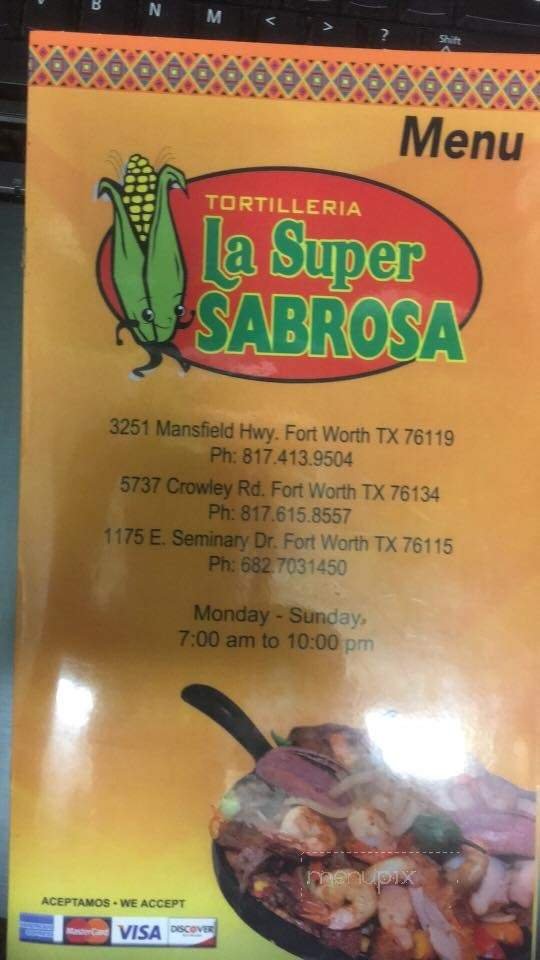 V B N M < > ?
Shift
Menu
TORTILLERIA
La Super
SABROSA
3251 Mansfield Hwy. Fort Worth TX 76119
Ph: 817.413.9504
5737 Crowley Rd. Fort Worth TX 76134
Ph: 817.615.8557
1175 E. Seminary Dr. Fort Worth TX 76115
Ph: 682.7031450
Monday - Sunday
7:00 am to 10:00 pm
menupix
ACEPTAMOS • WE ACCEPT
MasterCard VISA DISCOVER